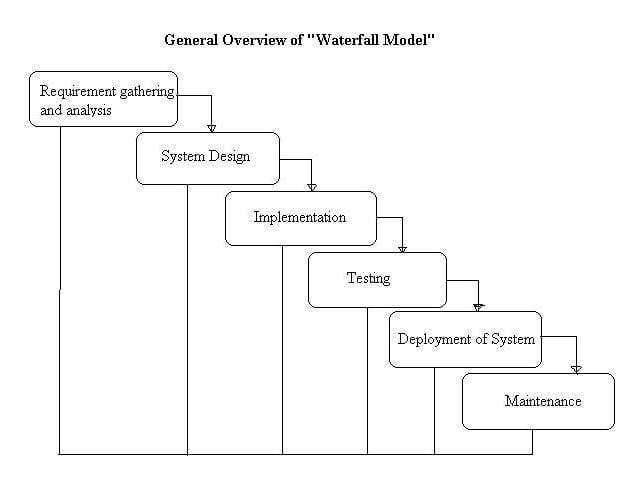 General Overview of "Waterfall Model"
Requirement gathering
and analysis
System Design
Implementation
Testing
Deployment of System
Maintenance